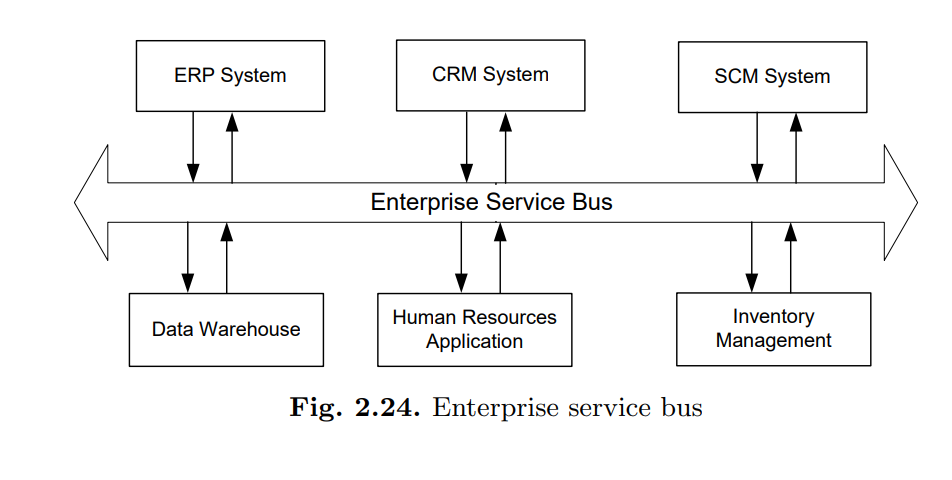 ERP System
CRM System
SCM System
Enterprise Service Bus
Data Warehouse
Human Resources
Application
Inventory
Management
Fig. 2.24. Enterprise service bus